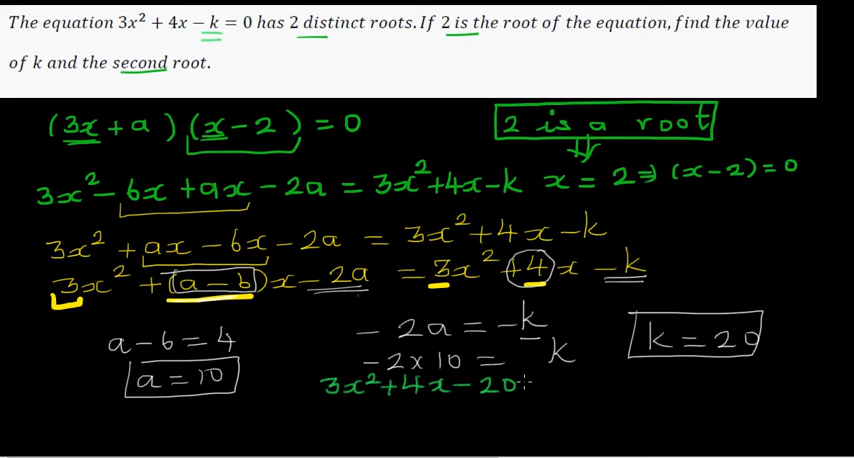 The equation 3x² + 4x − k = 0 has 2 distinct roots. If 2 is the root of the equation, find the value
of k and the second root.
(3x + a) (x − 2) = 0
2 is a root
⇓
3x² − 6x + ax − 2a = 3x² + 4x − k
x = 2 ⇒ (x − 2) = 0
3x² + ax − 6x − 2a = 3x² + 4x − k
3x² + (a − 6)x − 2a = 3x² + 4x − k
a − 6 = 4
− 2a = − k
k = 20
− 2 × 10 = − k
a = 10
3x² + 4x − 20